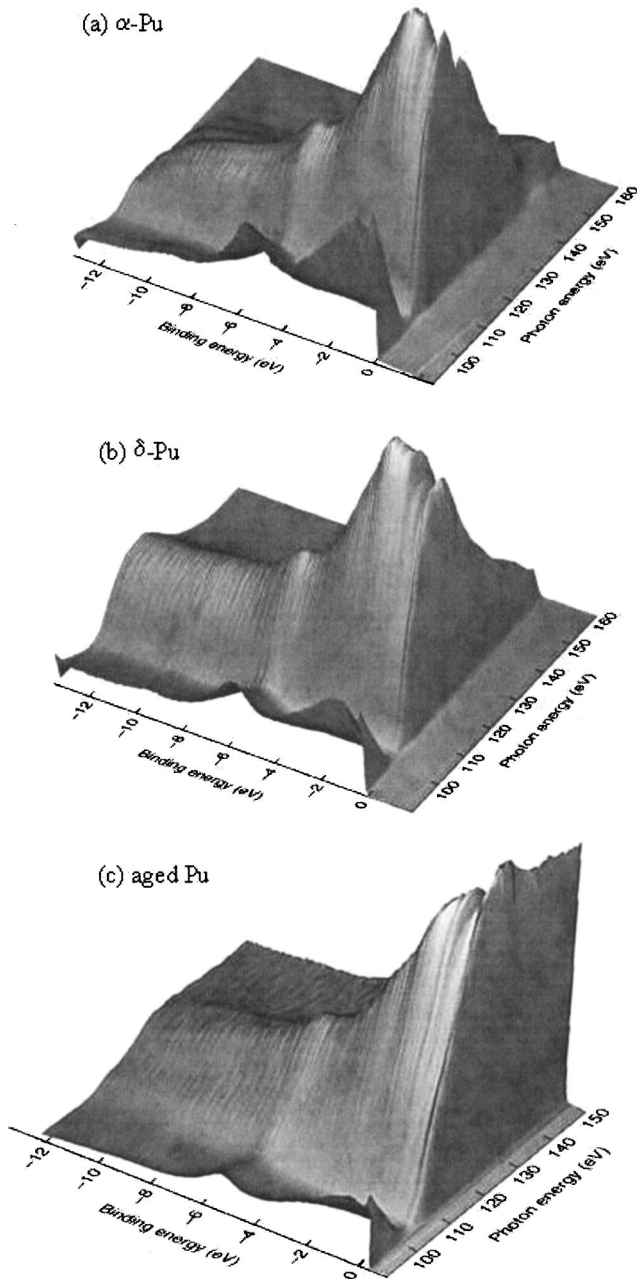 (a) α-Pu
-12 -10 -8 -6 -4 -2 0
Binding energy (eV)
100 110 120 130 140 150 160
Photon energy (eV)
(b) δ-Pu
-12 -10 -8 -6 -4 -2 0
Binding energy (eV)
100 110 120 130 140 150 160
Photon energy (eV)
(c) aged Pu
-12 -10 -8 -6 -4 -2 0
Binding energy (eV)
100 110 120 130 140 150
Photon energy (eV)